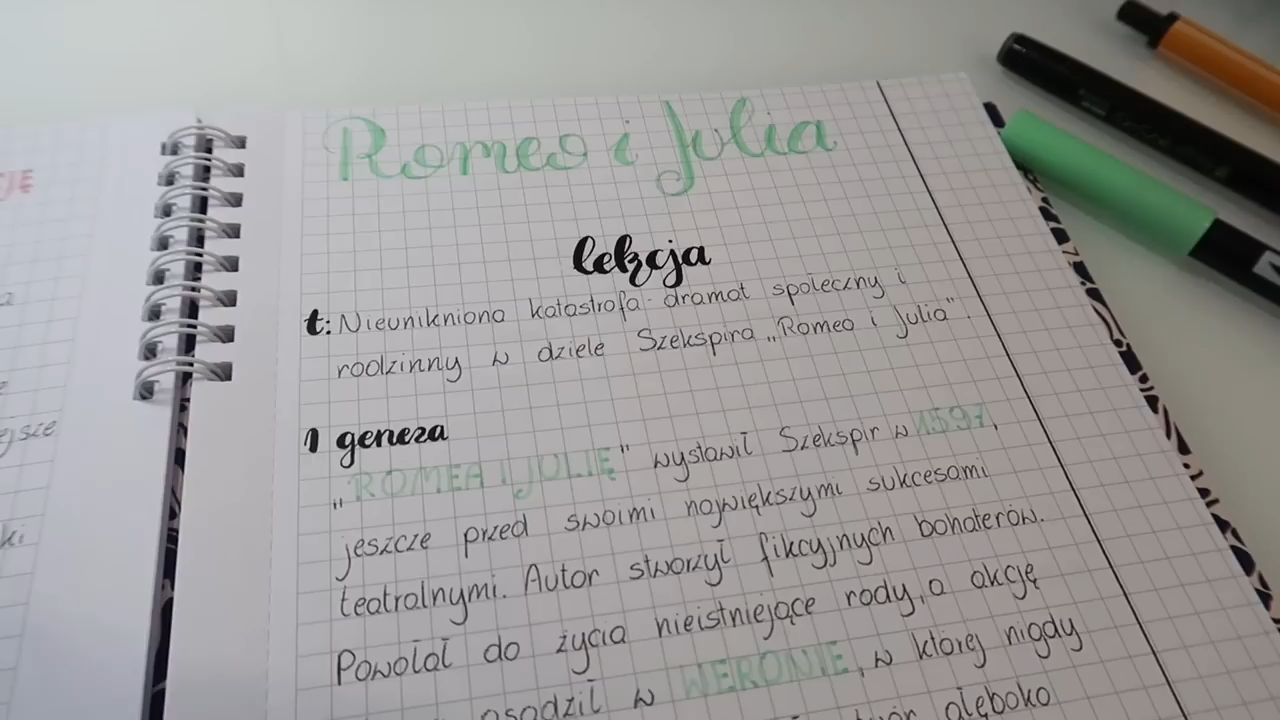 Romeo i Julia
lekcja
t: Nieunikniona katastrofa - dramat społeczny i
rodzinny w dziele Szekspira „Romeo i Julia".
1 geneza
„ROMEA I JULIĘ" wystawił Szekspir w 1597,
jeszcze przed swoimi największymi sukcesami
teatralnymi. Autor stworzył fikcyjnych bohaterów.
Powołał do życia nieistniejące rody, a akcję
osadził w WERONIE, w której nigdy
głęboko